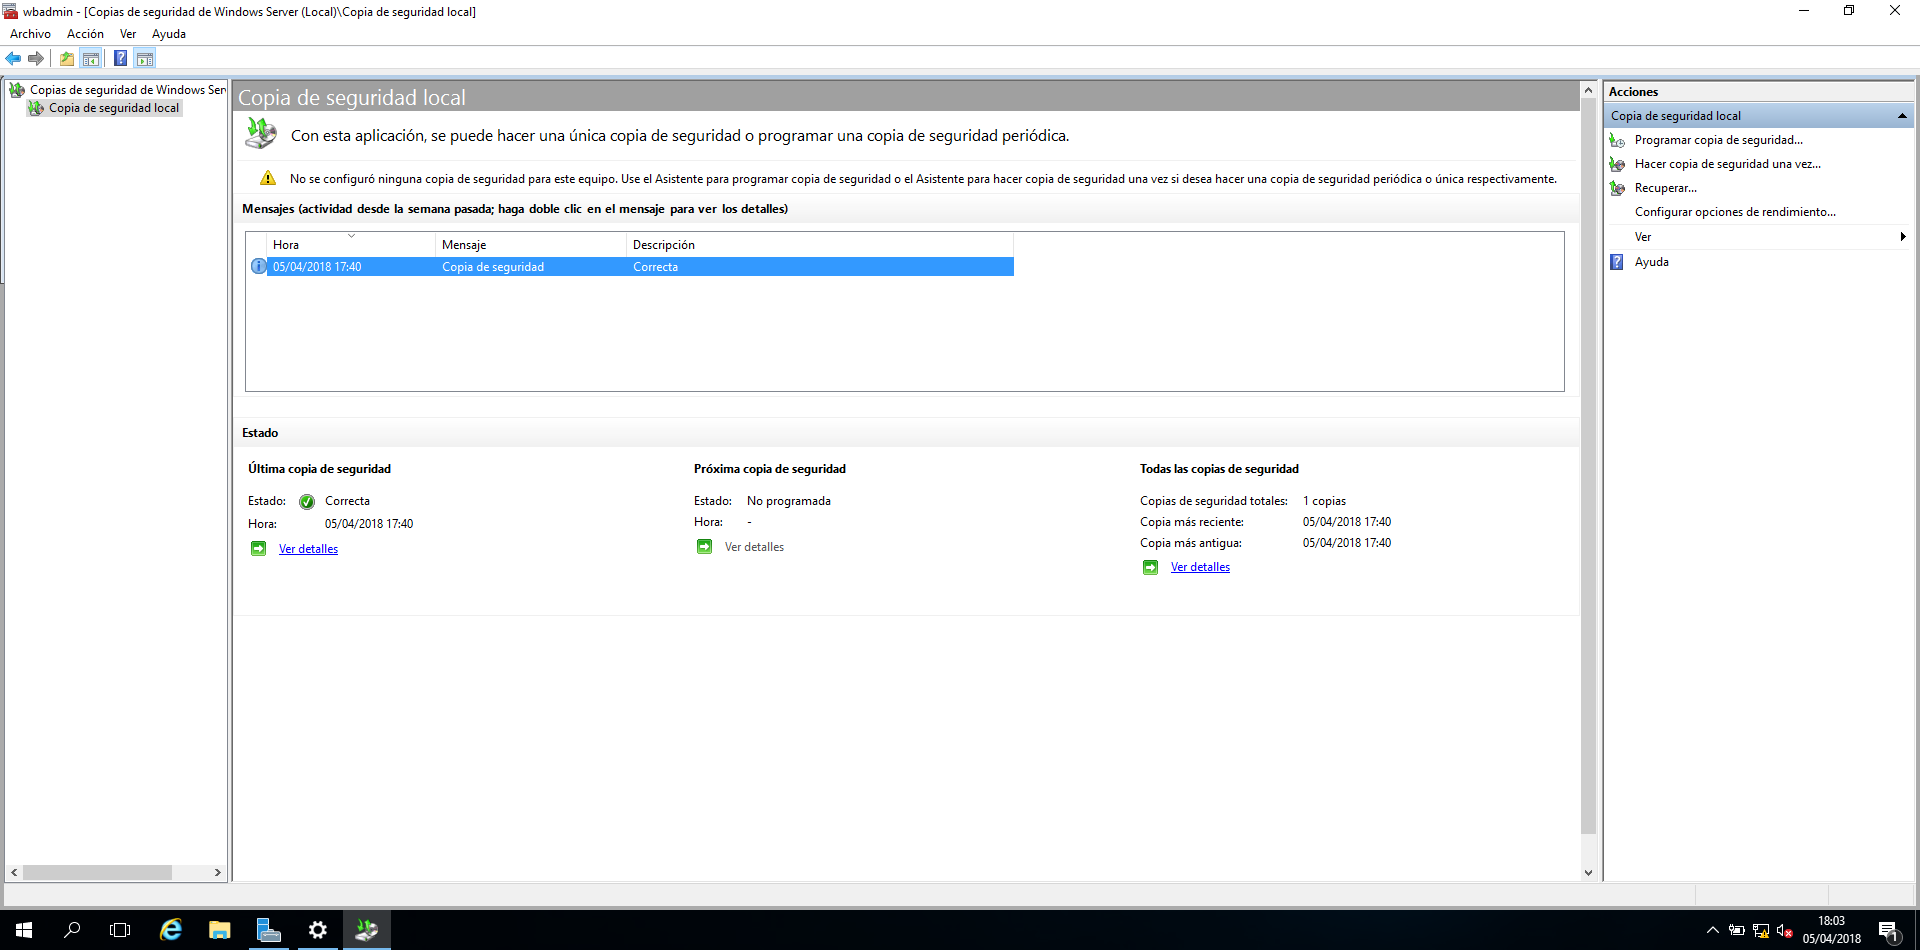 wbadmin - [Copias de seguridad de Windows Server (Local)\Copia de seguridad local]
Archivo Acción Ver Ayuda
Copias de seguridad de Windows Ser
Copia de seguridad local
Copia de seguridad local
Con esta aplicación, se puede hacer una única copia de seguridad o programar una copia de seguridad periódica.
No se configuró ninguna copia de seguridad para este equipo. Use el Asistente para programar copia de seguridad o el Asistente para hacer copia de seguridad una vez si desea hacer una copia de seguridad periódica o única respectivamente.
Mensajes (actividad desde la semana pasada; haga doble clic en el mensaje para ver los detalles)
Hora Mensaje Descripción
05/04/2018 17:40 Copia de seguridad Correcta
Estado
Última copia de seguridad
Estado: Correcta
Hora: 05/04/2018 17:40
Ver detalles
Próxima copia de seguridad
Estado: No programada
Hora: -
Ver detalles
Todas las copias de seguridad
Copias de seguridad totales: 1 copias
Copia más reciente: 05/04/2018 17:40
Copia más antigua: 05/04/2018 17:40
Ver detalles
Acciones
Copia de seguridad local
Programar copia de seguridad...
Hacer copia de seguridad una vez...
Recuperar...
Configurar opciones de rendimiento...
Ver
Ayuda
18:03
05/04/2018
1